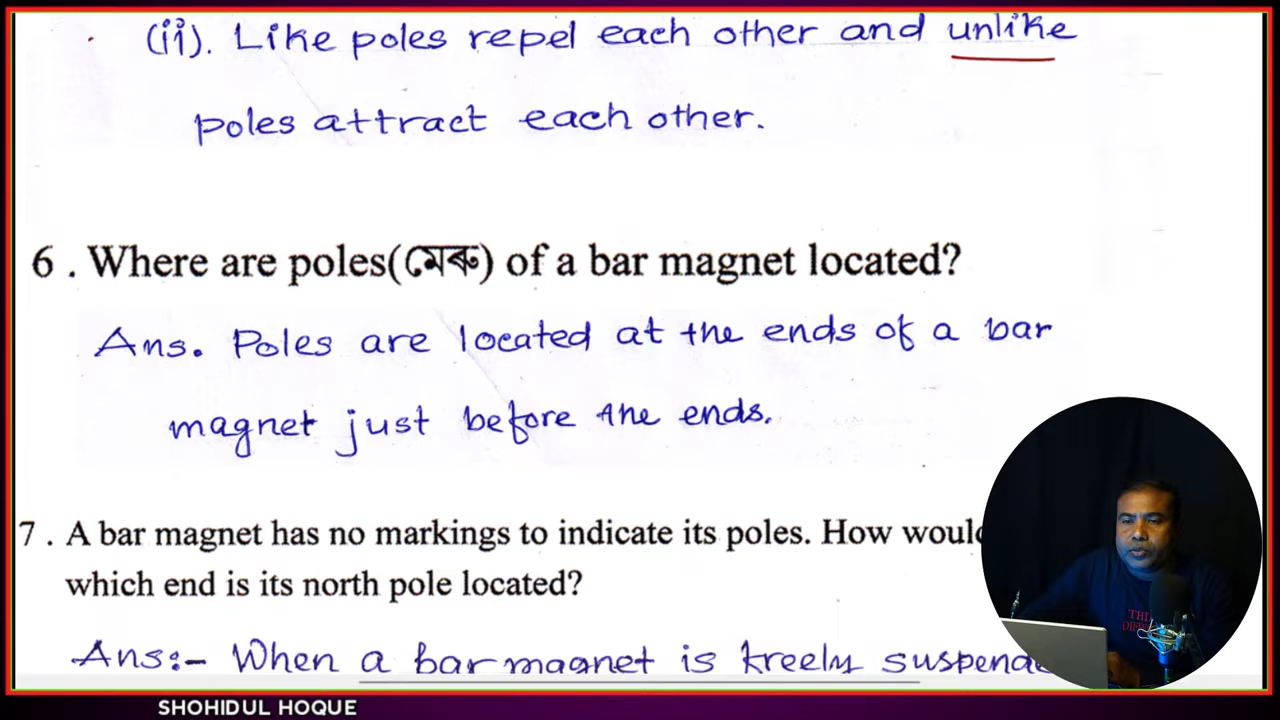 (ii). Like poles repel each other and unlike
poles attract each other.
6 . Where are poles(মেরু) of a bar magnet located?
Ans. Poles are located at the ends of a bar
magnet just before the ends.
7 . A bar magnet has no markings to indicate its poles. How would
which end is its north pole located?
Ans:- When a bar magnet is freely
SHOHIDUL HOQUE